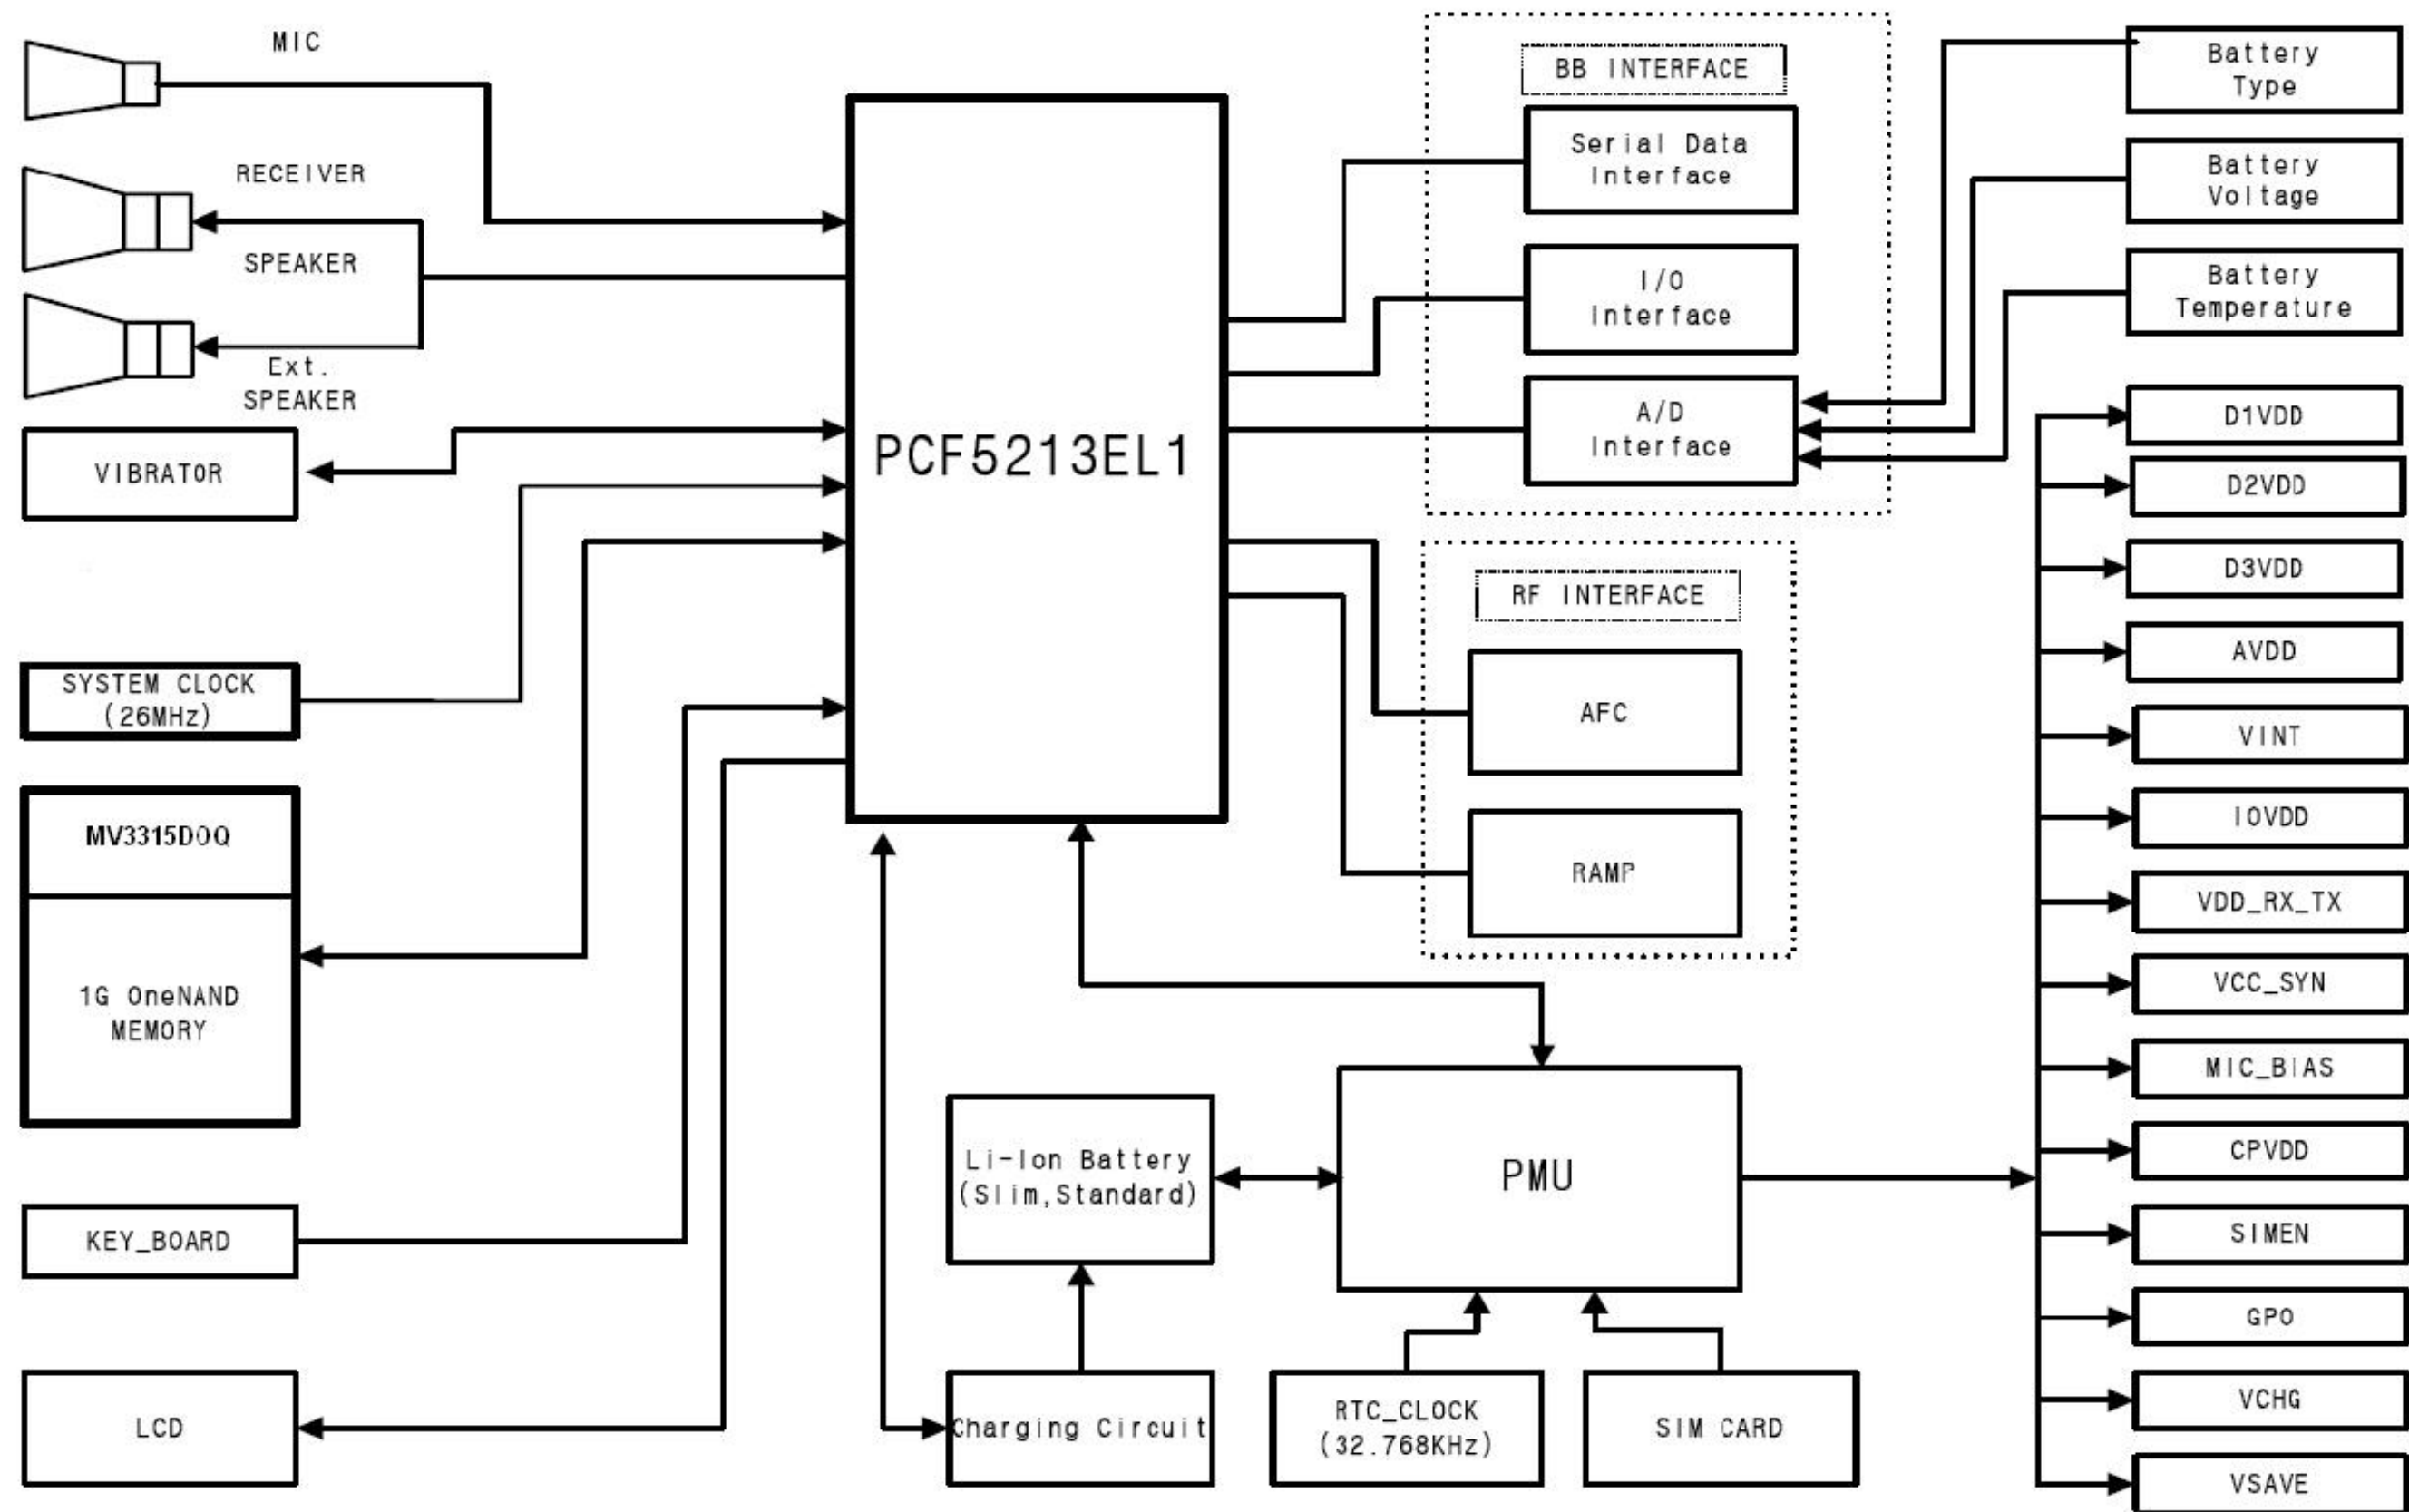 MIC
RECEIVER
SPEAKER
Ext.
SPEAKER
VIBRATOR
SYSTEM CLOCK
(26MHz)
MV3315DOQ
1G OneNAND
MEMORY
KEY_BOARD
LCD
PCF5213EL1
BB INTERFACE
Serial Data
Interface
I/O
Interface
A/D
Interface
RF INTERFACE
AFC
RAMP
Li-Ion Battery
(Slim,Standard)
PMU
Charging Circuit
RTC_CLOCK
(32.768KHz)
SIM CARD
Battery
Type
Battery
Voltage
Battery
Temperature
D1VDD
D2VDD
D3VDD
AVDD
VINT
IOVDD
VDD_RX_TX
VCC_SYN
MIC_BIAS
CPVDD
SIMEN
GPO
VCHG
VSAVE